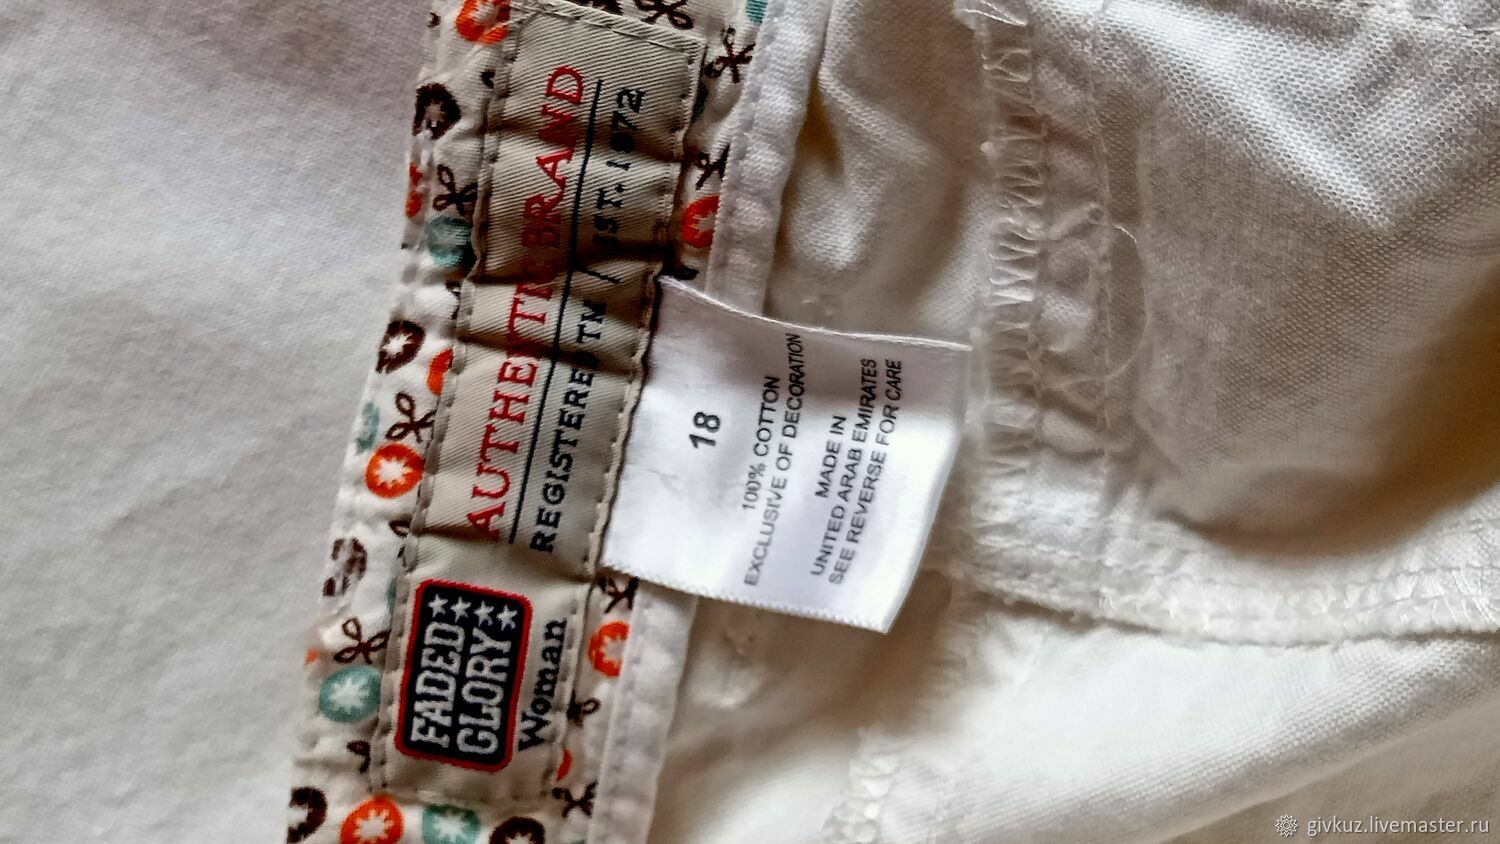 FADED
GLORY
Woman
AUTHENTIC BRAND
REGISTERED TM / EST. 1972
18
100% COTTON
EXCLUSIVE OF DECORATION
MADE IN
UNITED ARAB EMIRATES
SEE REVERSE FOR CARE
givkuz.livemaster.ru